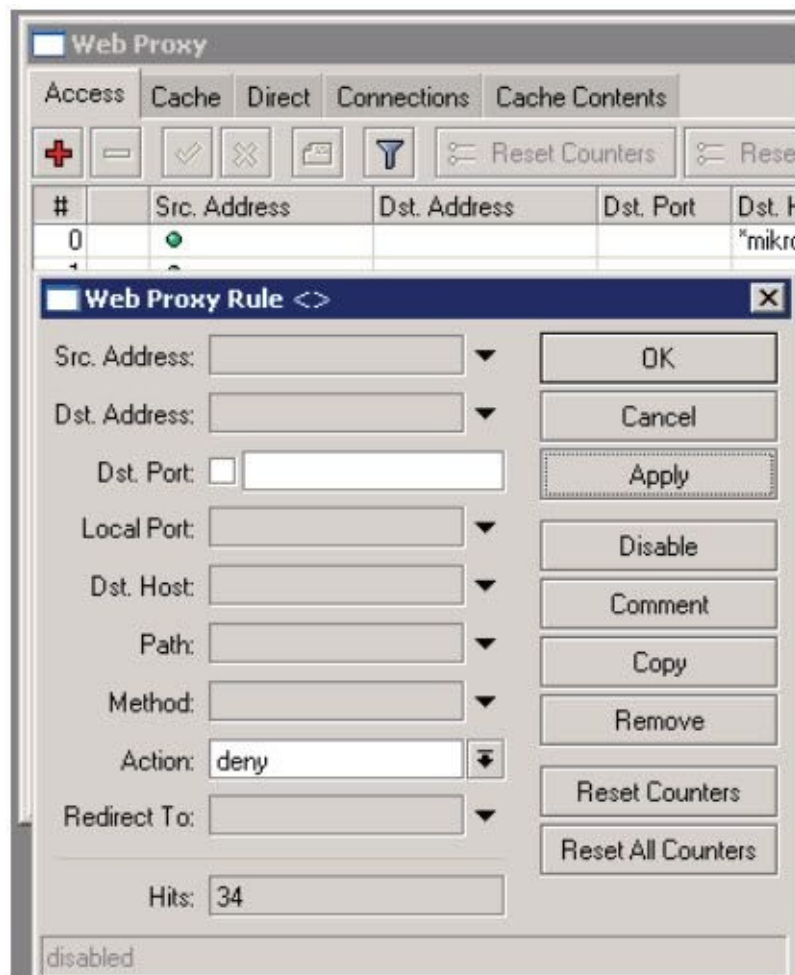 Web Proxy
Access Cache Direct Connections Cache Contents
Reset Counters
# Src. Address Dst. Address Dst. Port Dst.
0 *mikro
Web Proxy Rule <>
Src. Address:
OK
Dst. Address:
Cancel
Dst. Port:
Apply
Local Port:
Disable
Dst. Host:
Comment
Path:
Copy
Method:
Remove
Action: deny
Reset Counters
Redirect To:
Reset All Counters
Hits: 34
disabled